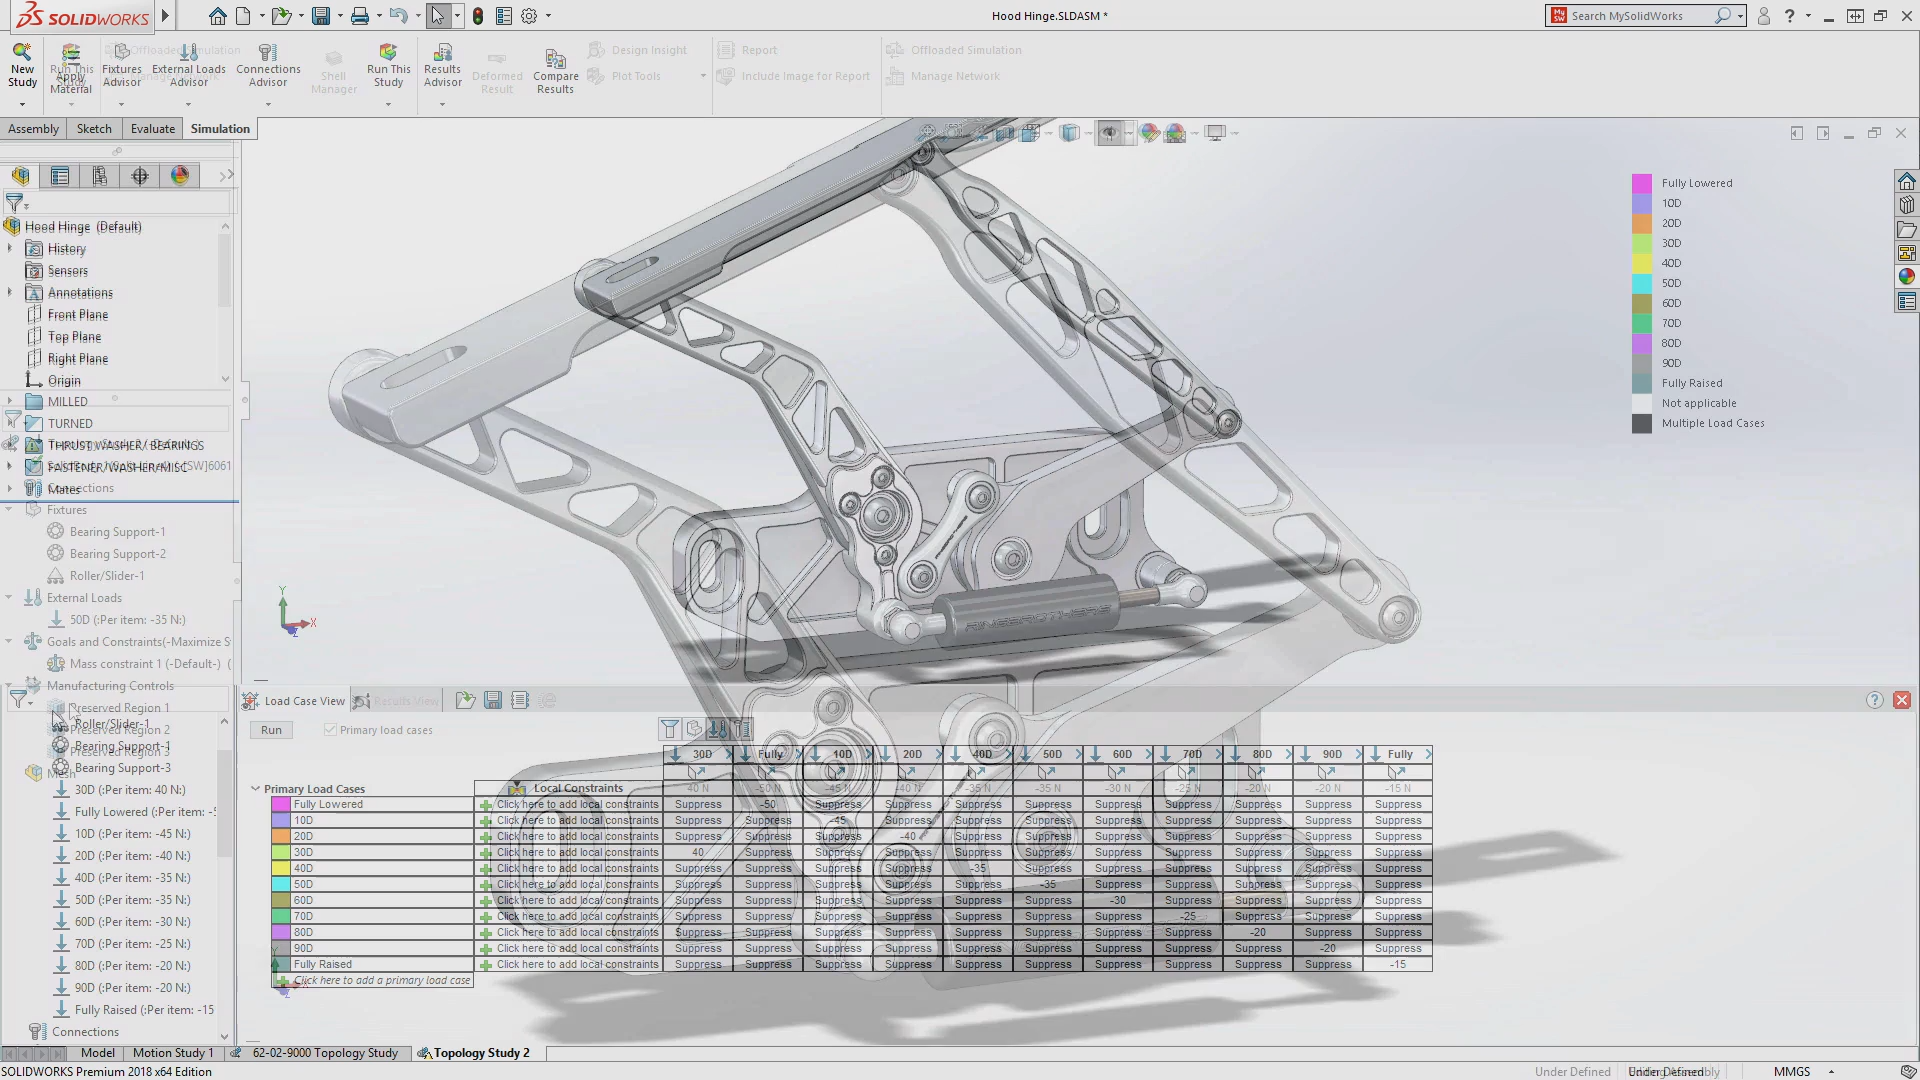 SOLIDWORKS
Hood Hinge.SLDASM *
Search MySolidWorks
New Study
Apply Material
Fixtures Advisor
External Loads Advisor
Connections Advisor
Shell Manager
Run This Study
Results Advisor
Deformed Result
Compare Results
Design Insight
Plot Tools
Report
Include Image for Report
Offloaded Simulation
Manage Network
Assembly
Sketch
Evaluate
Simulation
Hood Hinge (Default)
History
Sensors
Annotations
Front Plane
Top Plane
Right Plane
Origin
MILLED
TURNED
THRUST WASHER/ BEARINGS
FASTENER/ WASHER/MISC
Mates
Connections
Fixtures
Bearing Support-1
Bearing Support-2
Roller/Slider-1
External Loads
50D (:Per item: -35 N:)
Goals and Constraints(-Maximize S
Mass constraint 1 (-Default-) (
Manufacturing Controls
Preserved Region 1
Roller/Slider-1
Preserved Region 2
Bearing Support-1
Preserved Region 3
Bearing Support-3
Mesh
30D (:Per item: 40 N:)
Fully Lowered (:Per item: -5
10D (:Per item: -45 N:)
20D (:Per item: -40 N:)
40D (:Per item: -35 N:)
50D (:Per item: -35 N:)
60D (:Per item: -30 N:)
70D (:Per item: -25 N:)
80D (:Per item: -20 N:)
90D (:Per item: -20 N:)
Fully Raised (:Per item: -15
Connections
Fully Lowered
10D
20D
30D
40D
50D
60D
70D
80D
90D
Fully Raised
Not applicable
Multiple Load Cases
RINGBROTHERS
Y
X
Z
Load Case View
Results View
Run
Primary load cases
30D Fully 10D 20D 40D 50D 60D 70D 80D 90D Fully
Primary Load Cases Local Constraints 40 N -50 N -45 N -40 N -35 N -35 N -30 N -25 N -20 N -20 N -15 N
Fully Lowered Click here to add local constraints Suppress -50 Suppress Suppress Suppress Suppress Suppress Suppress Suppress Suppress Suppress
10D Click here to add local constraints Suppress Suppress -45 Suppress Suppress Suppress Suppress Suppress Suppress Suppress Suppress
20D Click here to add local constraints Suppress Suppress Suppress -40 Suppress Suppress Suppress Suppress Suppress Suppress Suppress
30D Click here to add local constraints 40 Suppress Suppress Suppress Suppress Suppress Suppress Suppress Suppress Suppress Suppress
40D Click here to add local constraints Suppress Suppress Suppress Suppress -35 Suppress Suppress Suppress Suppress Suppress Suppress
50D Click here to add local constraints Suppress Suppress Suppress Suppress Suppress -35 Suppress Suppress Suppress Suppress Suppress
60D Click here to add local constraints Suppress Suppress Suppress Suppress Suppress Suppress -30 Suppress Suppress Suppress Suppress
70D Click here to add local constraints Suppress Suppress Suppress Suppress Suppress Suppress Suppress -25 Suppress Suppress Suppress
80D Click here to add local constraints Suppress Suppress Suppress Suppress Suppress Suppress Suppress Suppress -20 Suppress Suppress
90D Click here to add local constraints Suppress Suppress Suppress Suppress Suppress Suppress Suppress Suppress Suppress -20 Suppress
Fully Raised Click here to add local constraints Suppress Suppress Suppress Suppress Suppress Suppress Suppress Suppress Suppress Suppress -15
Click here to add a primary load case
Model
Motion Study 1
62-02-9000 Topology Study
Topology Study 2
SOLIDWORKS Premium 2018 x64 Edition
Under Defined
Under Defined
MMGS